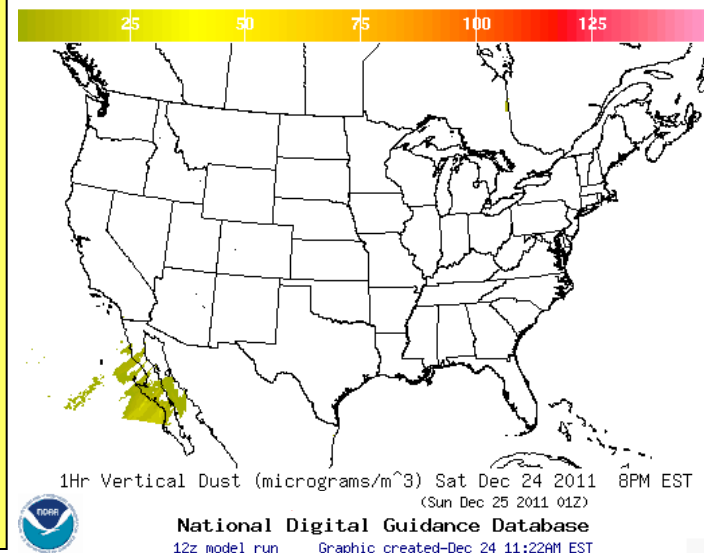 25 50 75 100 125
1Hr Vertical Dust (micrograms/m^3) Sat Dec 24 2011 8PM EST
(Sun Dec 25 2011 01Z)
NOAA
National Digital Guidance Database
12z model run Graphic created-Dec 24 11:22AM EST